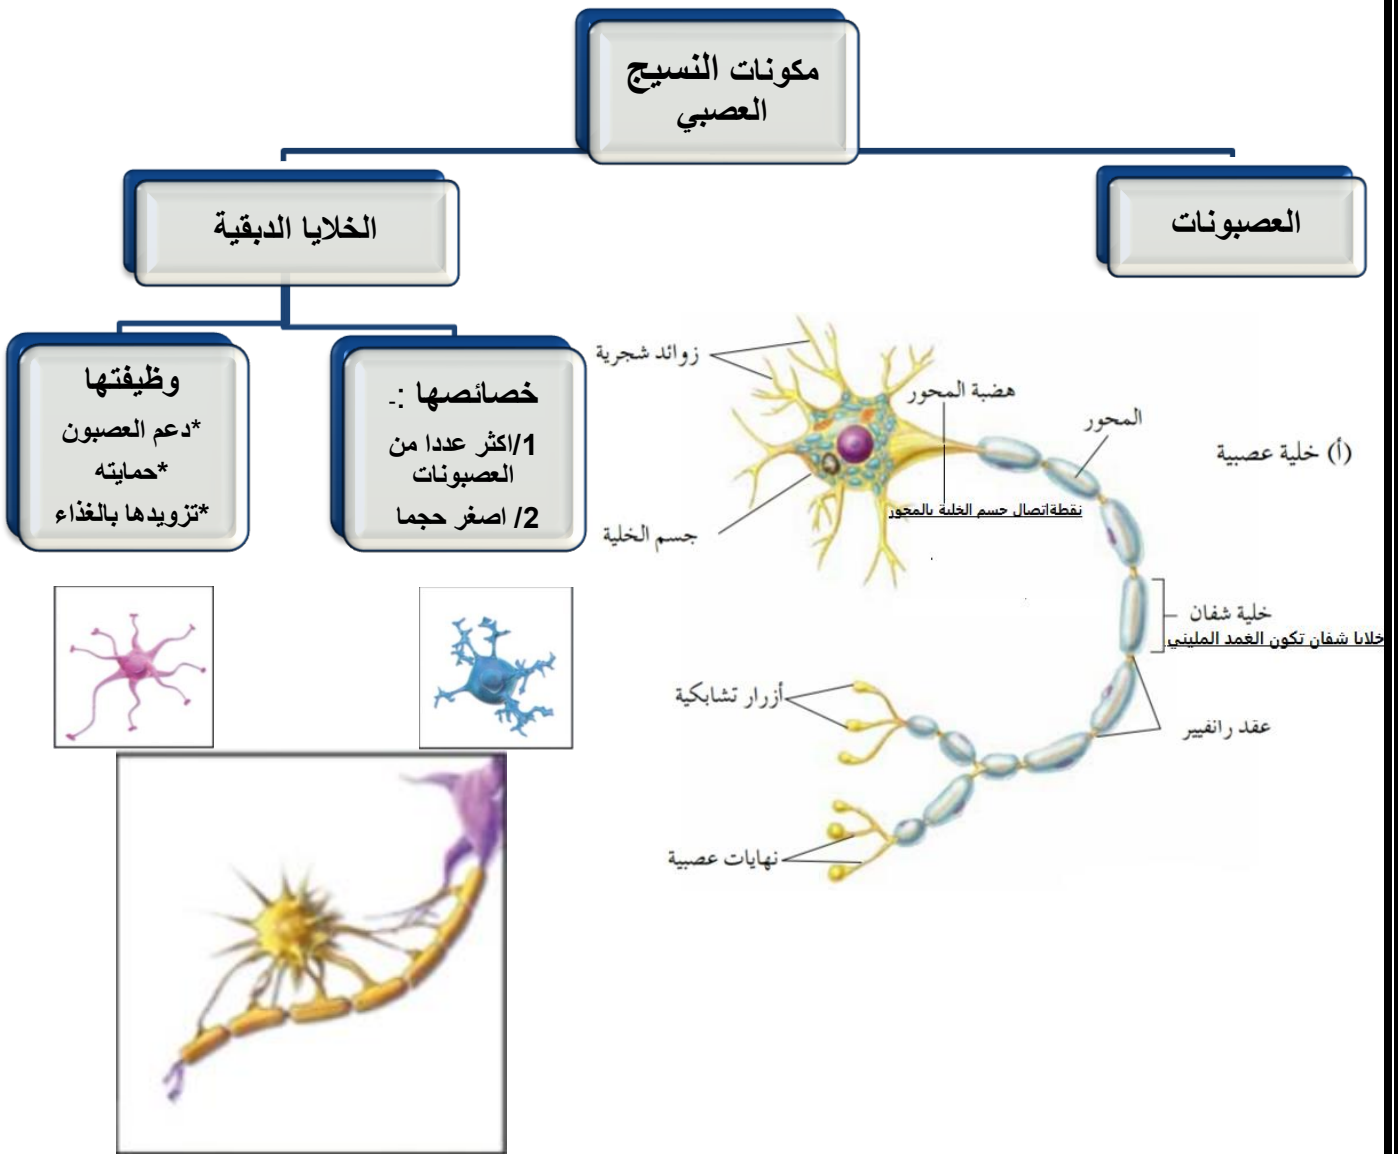 مكونات النسيج
العصبي
العصبونات
الخلايا الدبقية
خصائصها :-
1/اكثر عددا من
العصبونات
2/ اصغر حجما
وظيفتها
*دعم العصبون
*حمايته
*تزويدها بالغذاء
زوائد شجرية
هضبة المحور
المحور
(أ) خلية عصبية
نقطةاتصال جسم الخلية بالمحور
جسم الخلية
خلية شفان
خلايا شفان تكون الغمد المليني
أزرار تشابكية
عقد رانفيير
نهايات عصبية